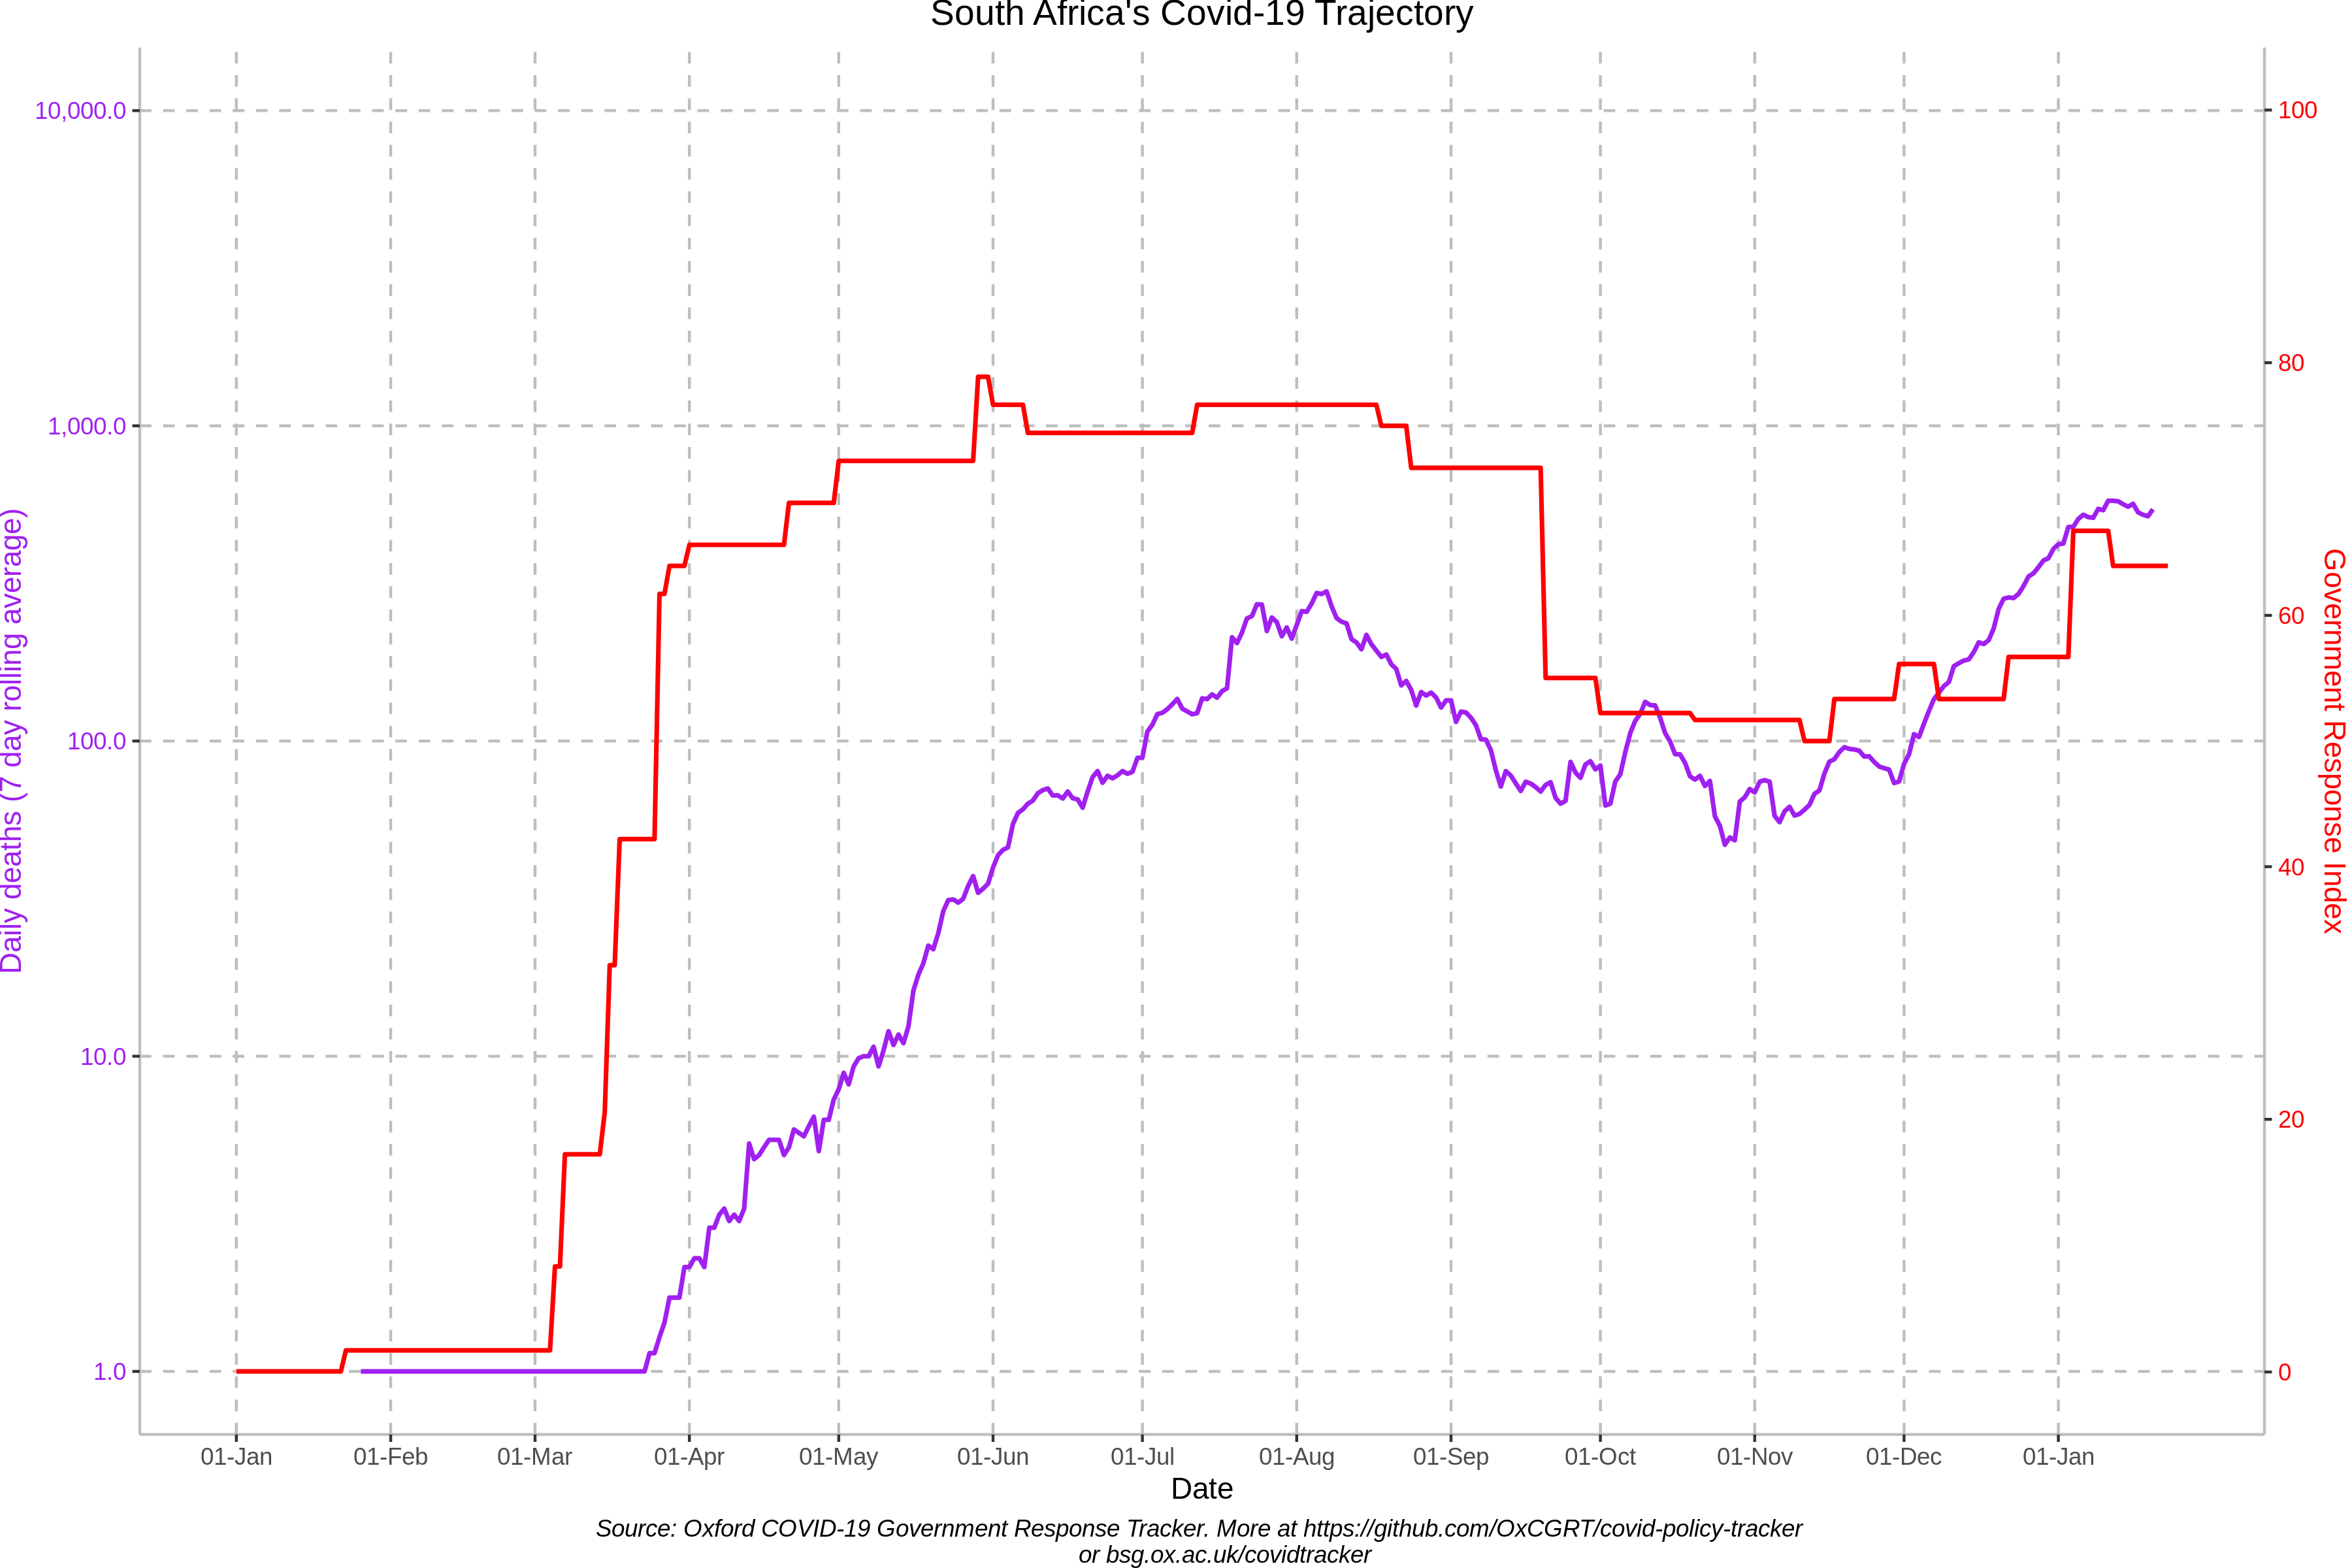 South Africa's Covid-19 Trajectory
10,000.0
1,000.0
100.0
10.0
1.0
Daily deaths (7 day rolling average)
100
80
60
40
20
0
Government Response Index
01-Jan 01-Feb 01-Mar 01-Apr 01-May 01-Jun 01-Jul 01-Aug 01-Sep 01-Oct 01-Nov 01-Dec 01-Jan
Date
Source: Oxford COVID-19 Government Response Tracker. More at https://github.com/OxCGRT/covid-policy-tracker
or bsg.ox.ac.uk/covidtracker